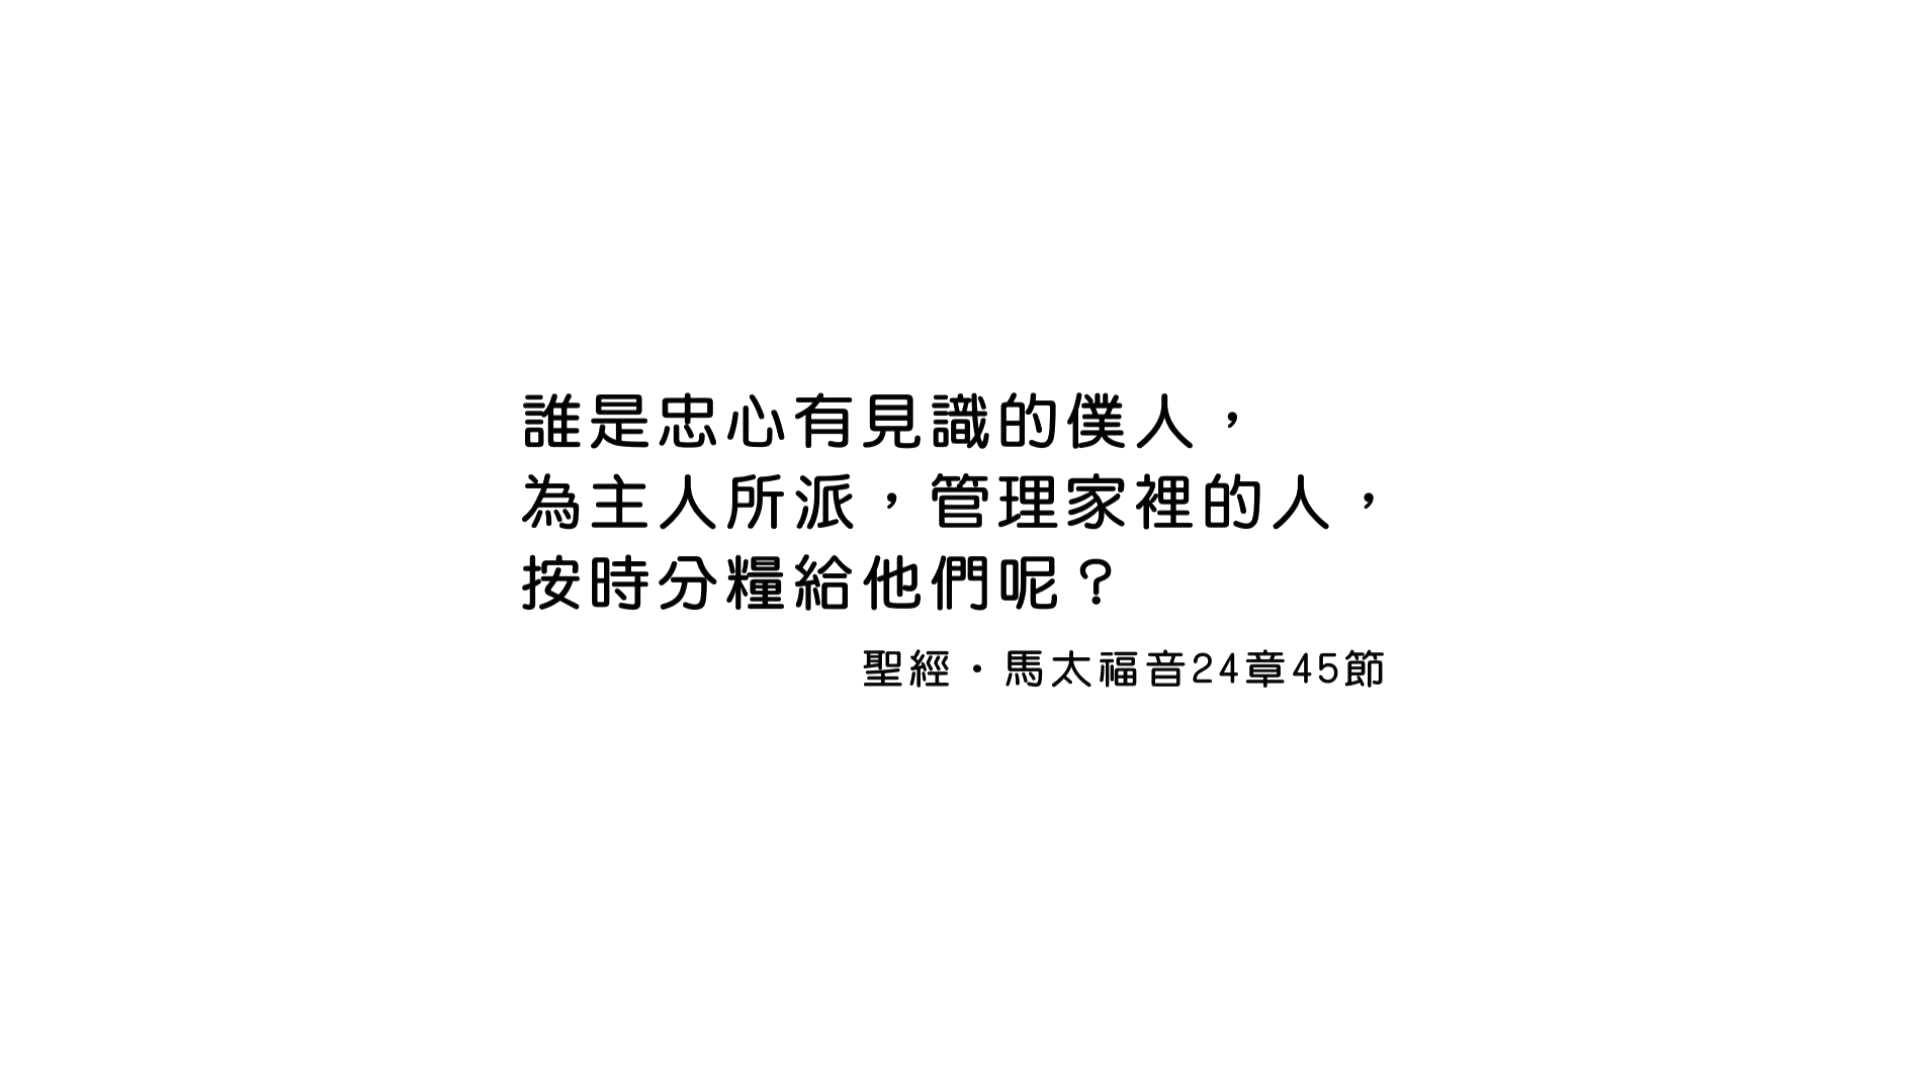 誰是忠心有見識的僕人，
為主人所派，管理家裡的人，
按時分糧給他們呢？
聖經・馬太福音24章45節